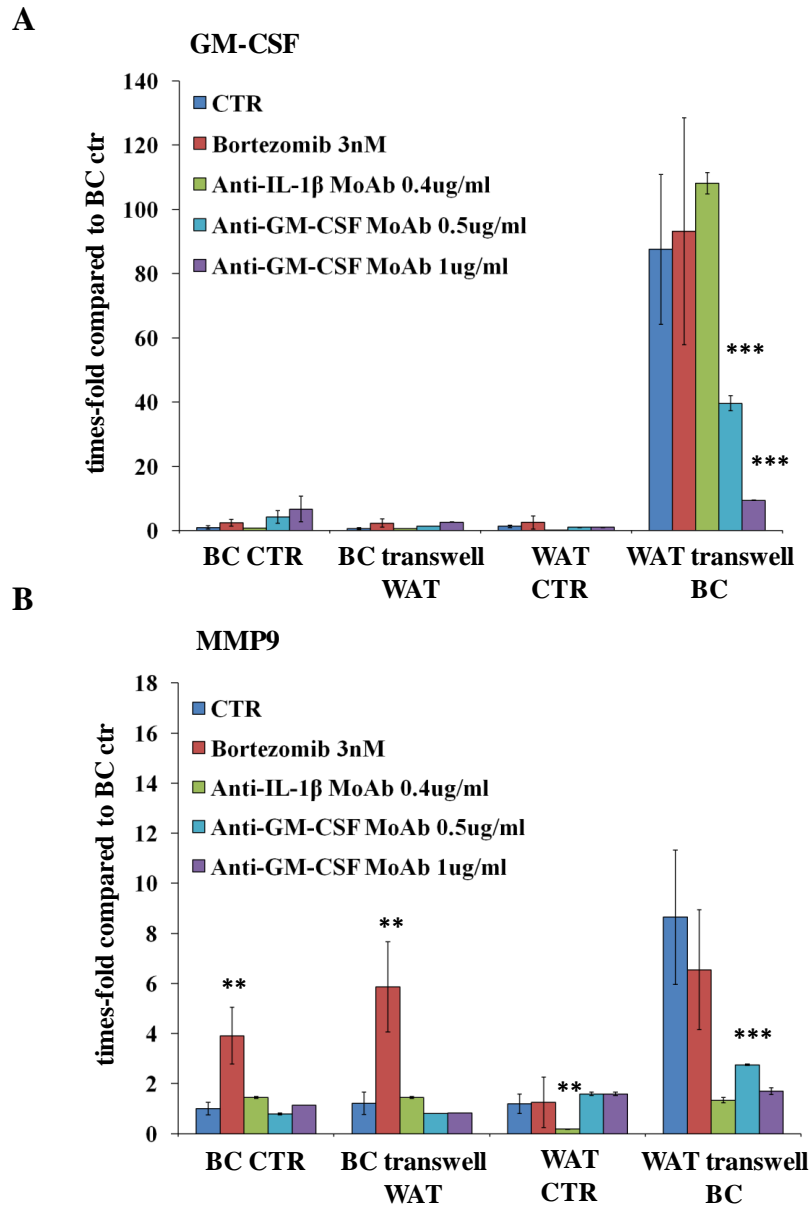 A
GM-CSF
times-fold compared to BC ctr
140
120
100
80
60
40
20
0
CTR
Bortezomib 3nM
Anti-IL-1β MoAb 0.4ug/ml
Anti-GM-CSF MoAb 0.5ug/ml
Anti-GM-CSF MoAb 1ug/ml
***
***
BC CTR
BC transwell
WAT
WAT
CTR
WAT transwell
BC
B
MMP9
times-fold compared to BC ctr
18
16
14
12
10
8
6
4
2
0
CTR
Bortezomib 3nM
Anti-IL-1β MoAb 0.4ug/ml
Anti-GM-CSF MoAb 0.5ug/ml
Anti-GM-CSF MoAb 1ug/ml
**
**
**
***
BC CTR
BC transwell
WAT
WAT
CTR
WAT transwell
BC